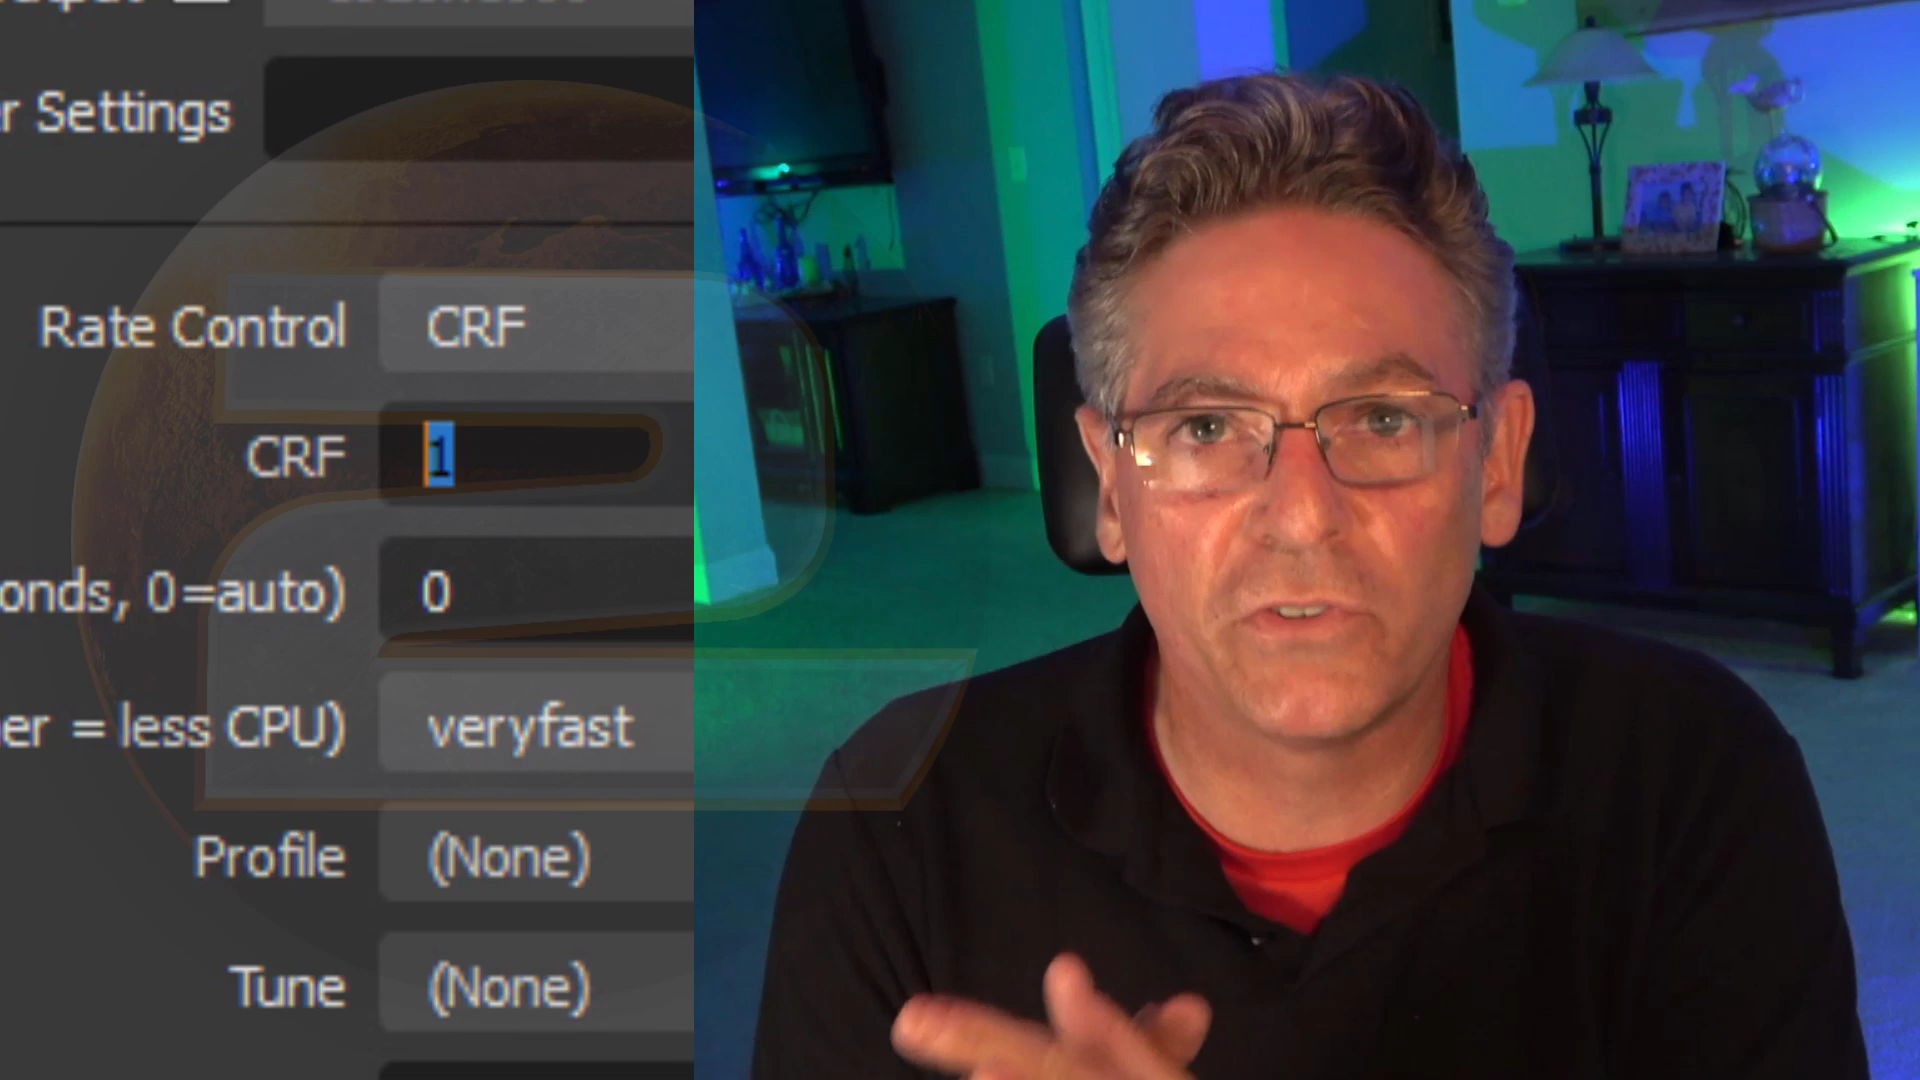 r Settings
Rate Control CRF
CRF 1
onds, 0=auto) 0
er = less CPU) veryfast
Profile (None)
Tune (None)